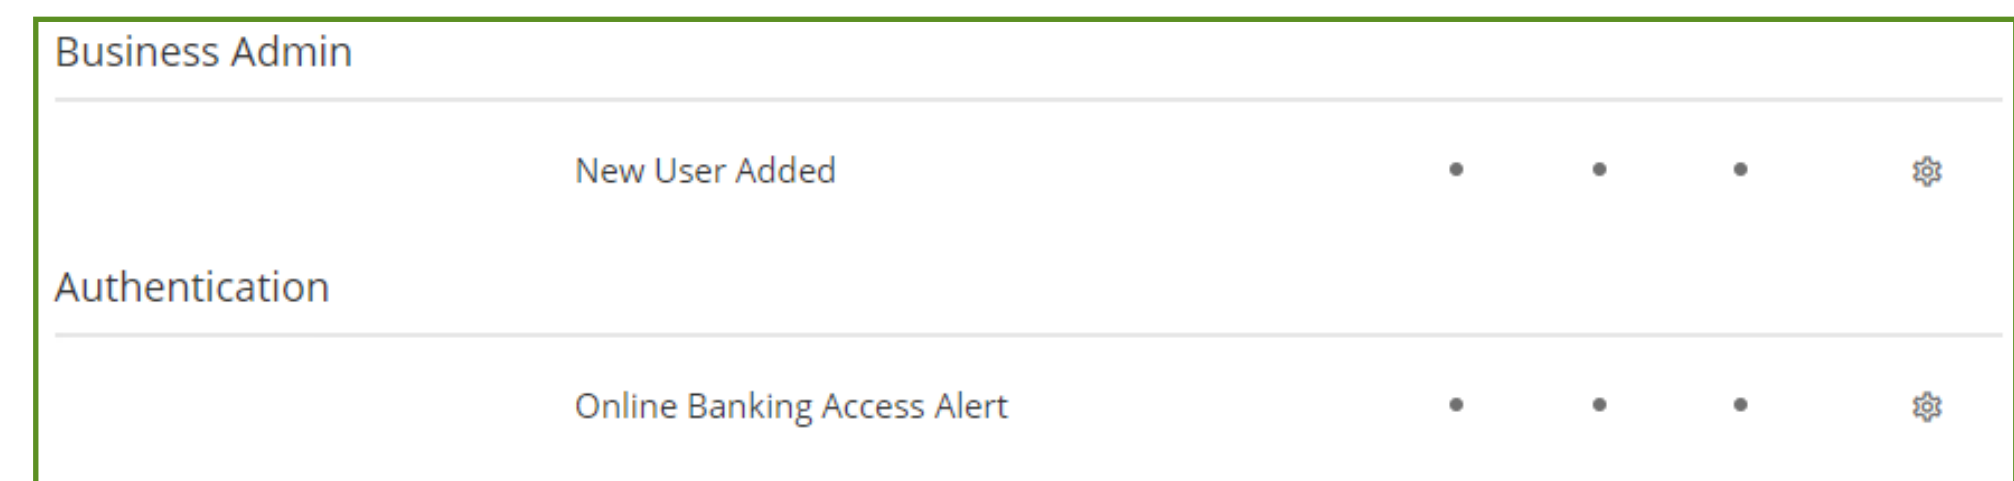 Business Admin
New User Added
Authentication
Online Banking Access Alert